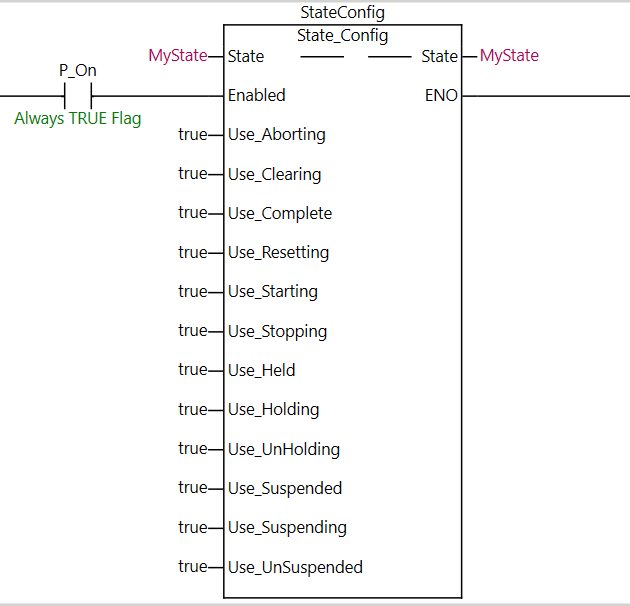 StateConfig
State_Config
MyState State State MyState
P_On
Enabled ENO
Always TRUE Flag
true Use_Aborting
true Use_Clearing
true Use_Complete
true Use_Resetting
true Use_Starting
true Use_Stopping
true Use_Held
true Use_Holding
true Use_UnHolding
true Use_Suspended
true Use_Suspending
true Use_UnSuspended